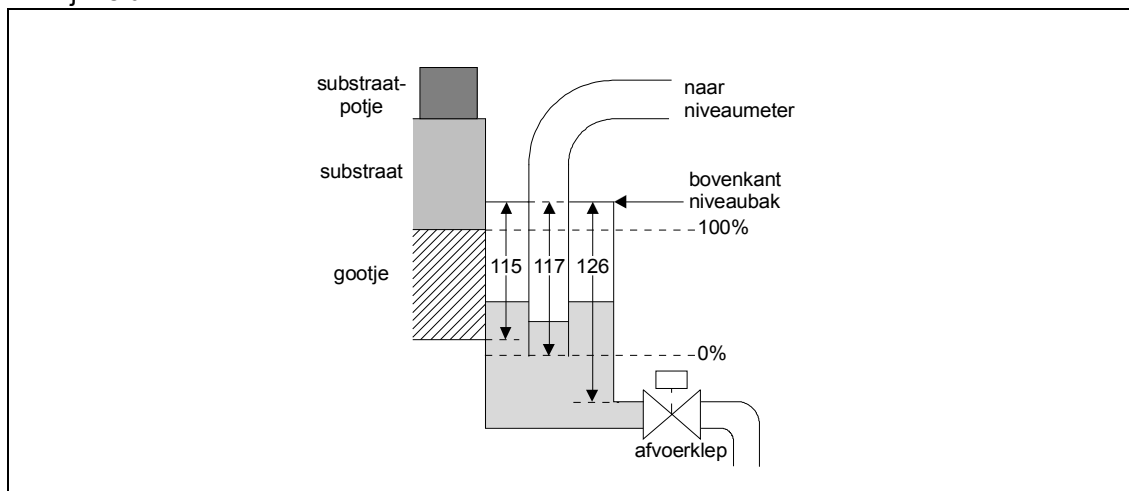 substraat-
potje
substraat
gootje
naar
niveaumeter
bovenkant
niveaubak
100%
115
117
126
0%
afvoerklep